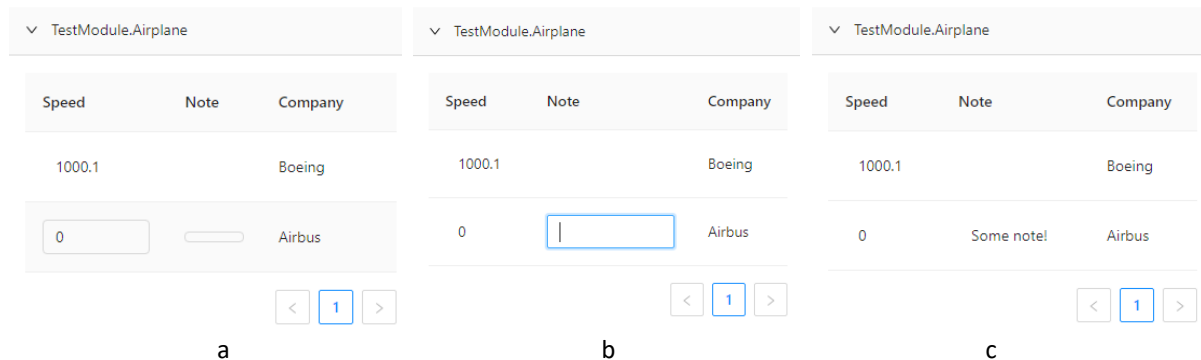 TestModule.Airplane
Speed Note Company
1000.1 Boeing
0 Airbus
< 1 >
a
TestModule.Airplane
Speed Note Company
1000.1 Boeing
0 Airbus
< 1 >
b
TestModule.Airplane
Speed Note Company
1000.1 Boeing
0 Some note! Airbus
< 1 >
c